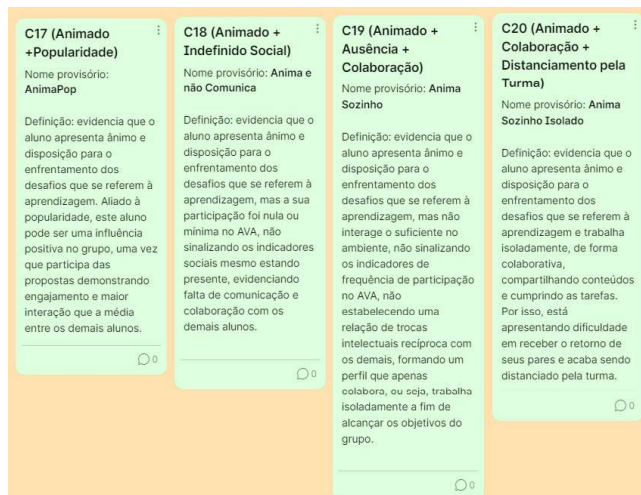 C17 (Animado
+Popularidade)
Nome provisório:
AnimaPop
Definição: evidencia que o
aluno apresenta ânimo e
disposição para o
enfrentamento dos
desafios que se referem à
aprendizagem. Aliado à
popularidade, este aluno
pode ser uma influência
positiva no grupo, uma vez
que participa das
propostas demonstrando
engajamento e maior
interação que a média
entre os demais alunos.
0
C18 (Animado +
Indefinido Social)
Nome provisório: Anima e
não Comunica
Definição: evidencia que o
aluno apresenta ânimo e
disposição para o
enfrentamento dos
desafios que se referem à
aprendizagem, mas a sua
participação foi nula ou
mínima no AVA, não
sinalizando os indicadores
sociais mesmo estando
presente, evidenciando
falta de comunicação e
colaboração com os
demais alunos.
0
C19 (Animado +
Ausência +
Colaboração)
Nome provisório: Anima
Sozinho
Definição: evidencia que o
aluno apresenta ânimo e
disposição para o
enfrentamento dos
desafios que se referem à
aprendizagem, mas não
interage o suficiente no
ambiente, não sinalizando
os indicadores de
frequência de participação
no AVA, não
estabelecendo uma
relação de trocas
intelectuais recíproca com
os demais, formando um
perfil que apenas
colabora, ou seja, trabalha
isoladamente a fim de
alcançar os objetivos do
grupo.
0
C20 (Animado +
Colaboração +
Distanciamento pela
Turma)
Nome provisório: Anima
Sozinho Isolado
Definição: evidencia que o
aluno apresenta ânimo e
disposição para o
enfrentamento dos
desafios que se referem à
aprendizagem e trabalha
isoladamente, de forma
colaborativa,
compartilhando conteúdos
e cumprindo as tarefas.
Por isso, está
apresentando dificuldade
em receber o retorno de
seus pares e acaba sendo
distanciado pela turma.
0